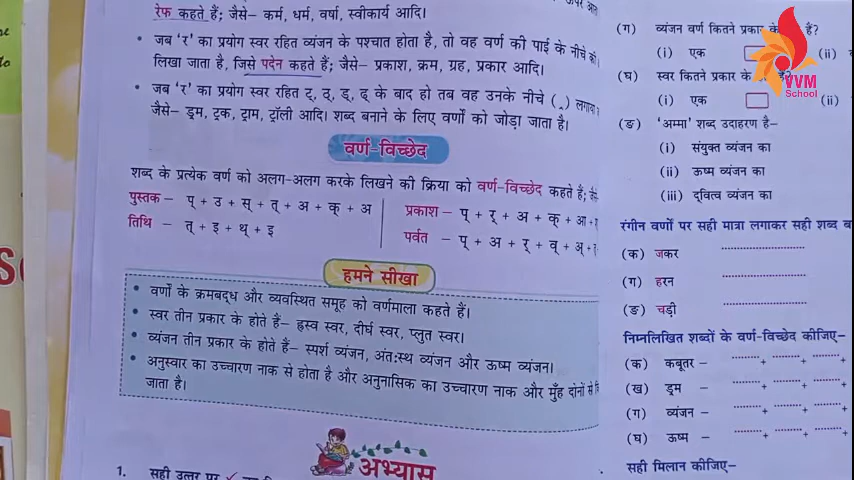 रेफ कहते हैं; जैसे– कर्म, धर्म, वर्षा, स्वीकार्य आदि।
• जब 'र' का प्रयोग स्वर रहित व्यंजन के पश्चात होता है, तो वह वर्ण की पाई के नीचे की
लिखा जाता है, जिसे पदेन कहते हैं; जैसे– प्रकाश, क्रम, ग्रह, प्रकार आदि।
• जब 'र' का प्रयोग स्वर रहित ट्, ठ्, ड्, ढ् के बाद हो तब वह उनके नीचे (‸) लगाया
जैसे– ड्रम, ट्रक, ट्राम, ट्रॉली आदि। शब्द बनाने के लिए वर्णों को जोड़ा जाता है।
वर्ण-विच्छेद
शब्द के प्रत्येक वर्ण को अलग-अलग करके लिखने की क्रिया को वर्ण-विच्छेद कहते हैं;
पुस्तक – प् + उ + स् + त् + अ + क् + अ
तिथि – त् + इ + थ् + इ
प्रकाश – प् + र् + अ + क् + आ +
पर्वत – प् + अ + र् + व् + अ् +
हमने सीखा
• वर्णों के क्रमबद्ध और व्यवस्थित समूह को वर्णमाला कहते हैं।
• स्वर तीन प्रकार के होते हैं– ह्रस्व स्वर, दीर्घ स्वर, प्लुत स्वर।
• व्यंजन तीन प्रकार के होते हैं– स्पर्श व्यंजन, अंतःस्थ व्यंजन और ऊष्म व्यंजन।
• अनुस्वार का उच्चारण नाक से होता है और अनुनासिक का उच्चारण नाक और मुँह दोनों से
जाता है।
अभ्यास
1. सही उत्तर पर ✓
(ग) व्यंजन वर्ण कितने प्रकार के हैं?
(i) एक (ii)
(घ) स्वर कितने प्रकार के
(i) एक (ii)
(ङ) 'अम्मा' शब्द उदाहरण है–
(i) संयुक्त व्यंजन का
(ii) ऊष्म व्यंजन का
(iii) द्वित्व व्यंजन का
रंगीन वर्णों पर सही मात्रा लगाकर सही शब्द
(क) जकर ..................
(ग) हरन ..................
(ङ) चड़ी ..................
निम्नलिखित शब्दों के वर्ण-विच्छेद कीजिए–
(क) कबूतर – ........ + ........ + ........ +
(ख) ड्रम – ........ + ........ + ........ +
(ग) व्यंजन – ........ + ........ + ........ +
(घ) ऊष्म – ........ + ........ + ........ +
सही मिलान कीजिए–
VVM
School